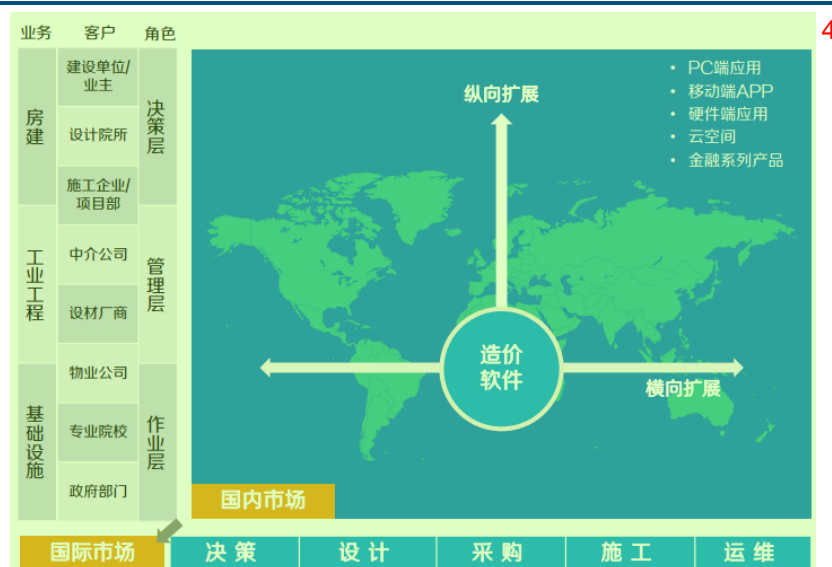 业务 客户 角色
4
房建
工业工程
基础设施
建设单位/
业主
设计院所
施工企业/
项目部
中介公司
设材厂商
物业公司
专业院校
政府部门
决策层
管理层
作业层
• PC端应用
• 移动端APP
• 硬件端应用
• 云空间
• 金融系列产品
纵向扩展
造价
软件
横向扩展
国内市场
国际市场 决策 设计 采购 施工 运维